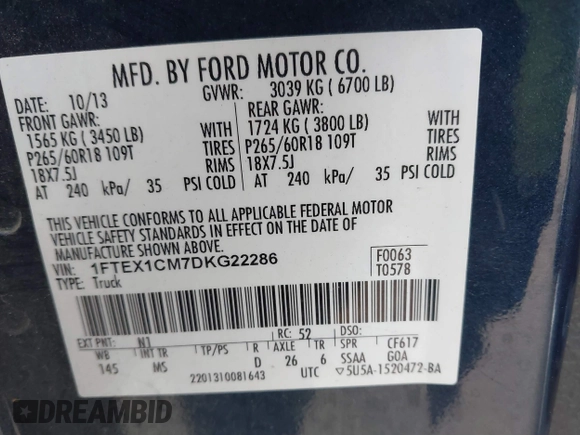 MFD. BY FORD MOTOR CO.
DATE: 10/13 GVWR: 3039 KG ( 6700 LB)
FRONT GAWR: REAR GAWR:
1565 KG ( 3450 LB) WITH 1724 KG ( 3800 LB) WITH
P265/60R18 109T TIRES P265/60R18 109T TIRES
18X7.5J RIMS 18X7.5J RIMS
AT 240 kPa/ 35 PSI COLD AT 240 kPa/ 35 PSI COLD
THIS VEHICLE CONFORMS TO ALL APPLICABLE FEDERAL MOTOR
VEHICLE SAFETY STANDARDS IN EFFECT ON THE DATE OF
MANUFACTURE SHOWN ABOVE.
VIN: 1FTEX1CM7DKG22286 F0063
TYPE: Truck T0578
EXT PNT: N1 RC: 52 DSO:
WB INT TR TP/PS R AXLE TR SPR CF617
145 MS D 26 6 SSAA GOA
2201310081643 UTC ▽5U5A-1520472-BA
DREAMBID